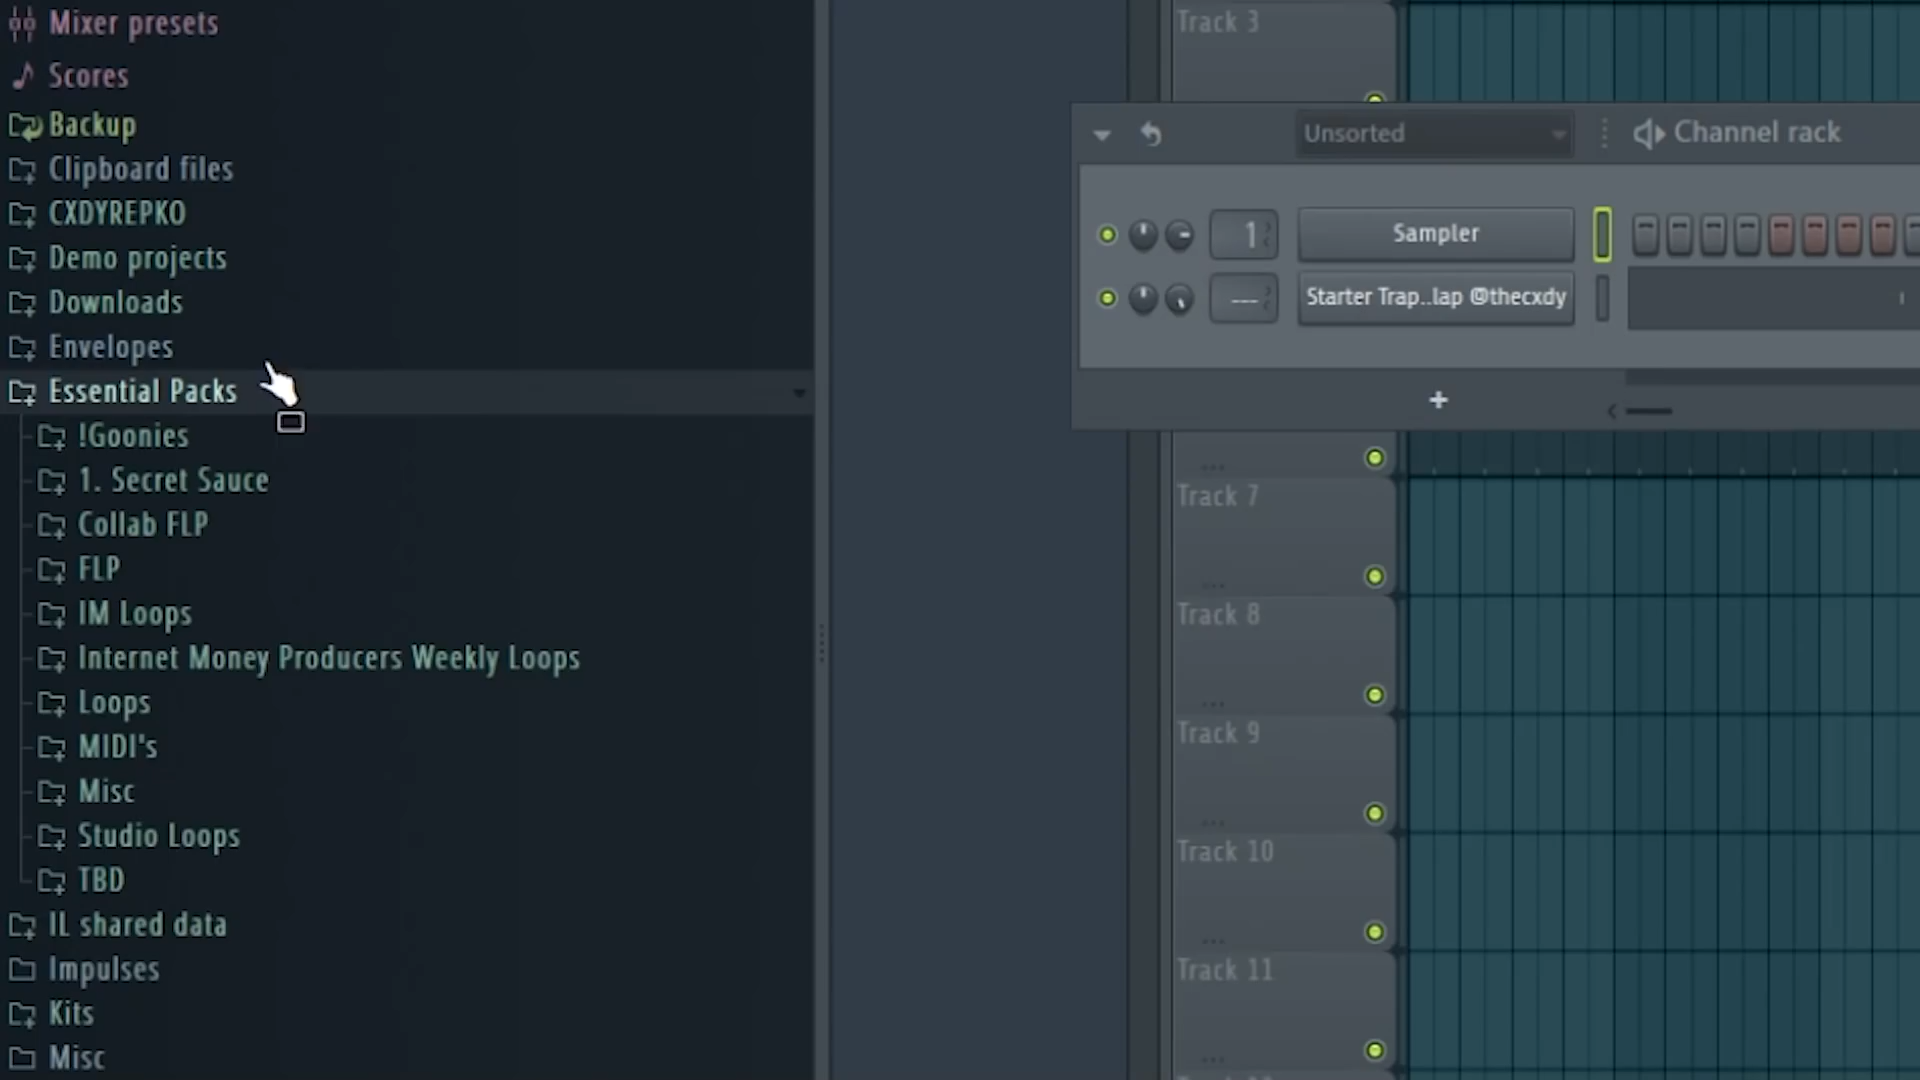 Mixer presets
Scores
Backup
Clipboard files
CXDYREPKO
Demo projects
Downloads
Envelopes
Essential Packs
!Goonies
1. Secret Sauce
Collab FLP
FLP
IM Loops
Internet Money Producers Weekly Loops
Loops
MIDI's
Misc
Studio Loops
TBD
IL shared data
Impulses
Kits
Misc
Track 3
Unsorted
Channel rack
1
Sampler
---
Starter Trap..lap @thecxdy
+
Track 7
Track 8
Track 9
Track 10
Track 11